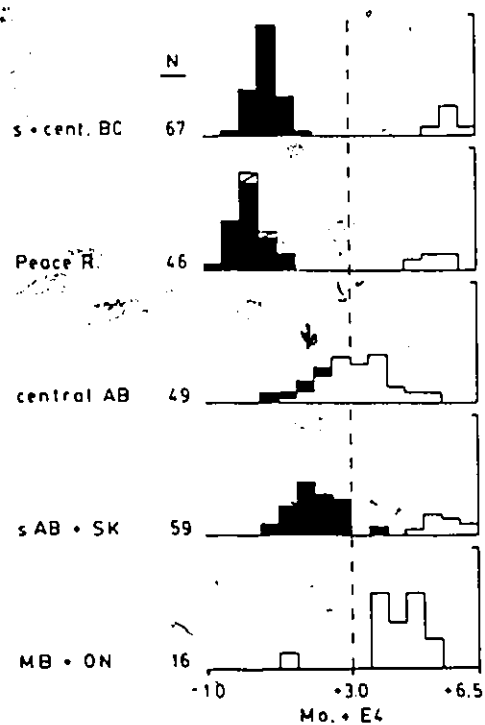 N
s + cent. BC 67
Peace R. 46
central AB 49
s AB + SK 59
MB + ON 16
-1.0 +3.0 +6.5
Mo. + E4